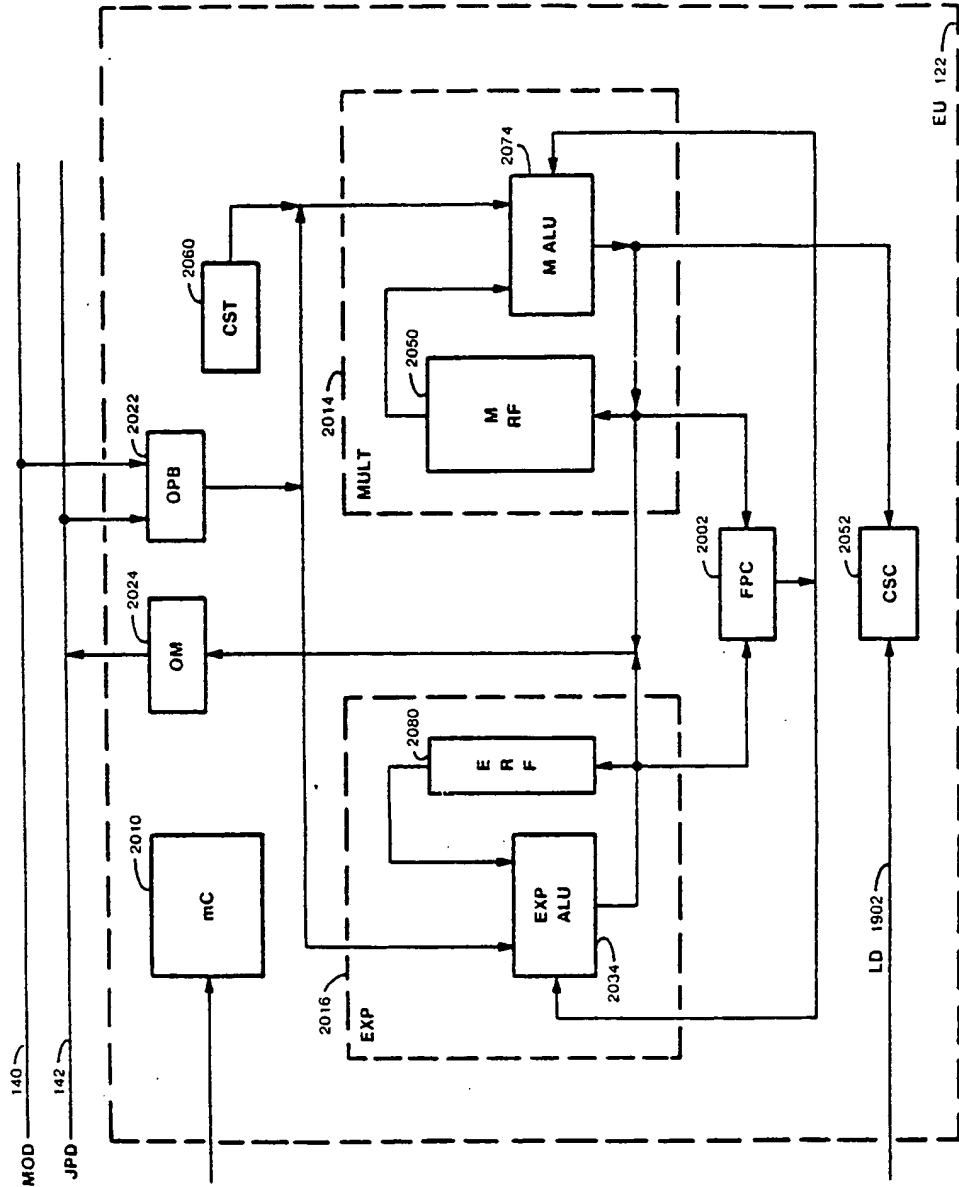 MOD
140
JPD
142
2010
mC
2024
OM
2022
OPB
2060
CST
2016
EXP
EXP
ALU
2034
2080
E
R
F
2014
MULT
2050
M
RF
2074
M ALU
2002
FPC
2052
CSC
LD 1902
EU 122